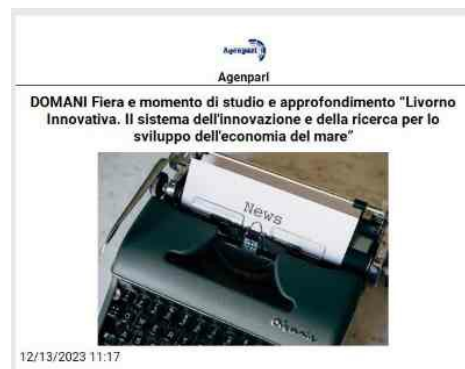 Agenparl
Agenparl
DOMANI Fiera e momento di studio e approfondimento “Livorno
Innovativa. Il sistema dell'innovazione e della ricerca per lo
sviluppo dell'economia del mare”
News
Olympia
12/13/2023 11:17